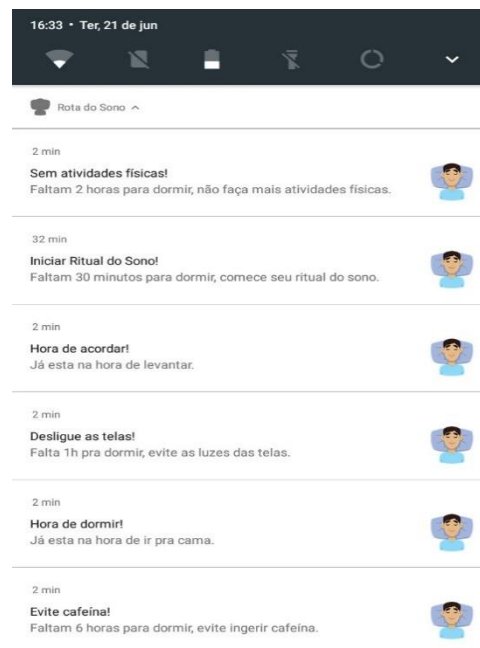 16:33 • Ter, 21 de jun
Rota do Sono
2 min
Sem atividades físicas!
Faltam 2 horas para dormir, não faça mais atividades físicas.
32 min
Iniciar Ritual do Sono!
Faltam 30 minutos para dormir, comece seu ritual do sono.
2 min
Hora de acordar!
Já esta na hora de levantar.
2 min
Desligue as telas!
Falta 1h pra dormir, evite as luzes das telas.
2 min
Hora de dormir!
Já esta na hora de ir pra cama.
2 min
Evite cafeína!
Faltam 6 horas para dormir, evite ingerir cafeína.